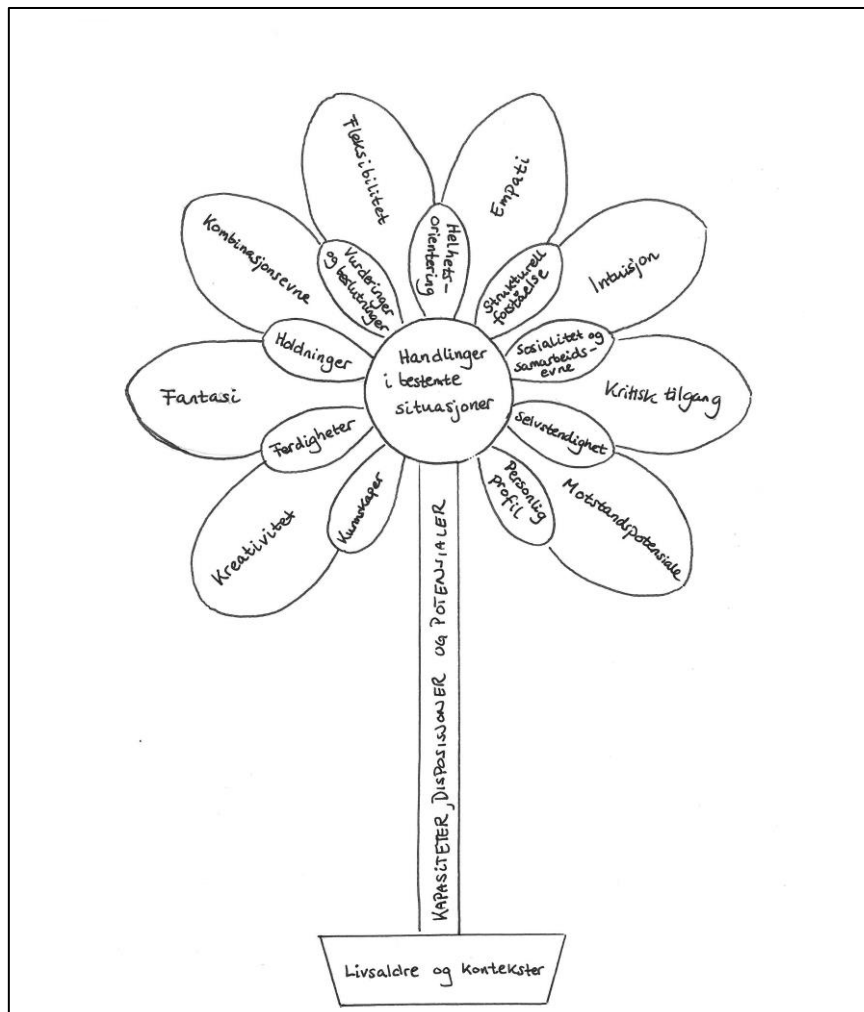 Fleksibilitet
Empati
Kombinasjonsevne
Intuisjon
Fantasi
Kritisk tilgang
Kreativitet
Motstandspotensiale
Helhets-
orientering
Vurderinger
og beslutninger
Strukturell
forståelse
Holdninger
Sosialitet og
samarbeids-
evne
Ferdigheter
Selvstendighet
Kunnskaper
Personlig
profil
Handlinger
i bestemte
situasjoner
KAPASITETER, DISPOSISJONER OG POTENSIALER
Livsaldre og kontekster